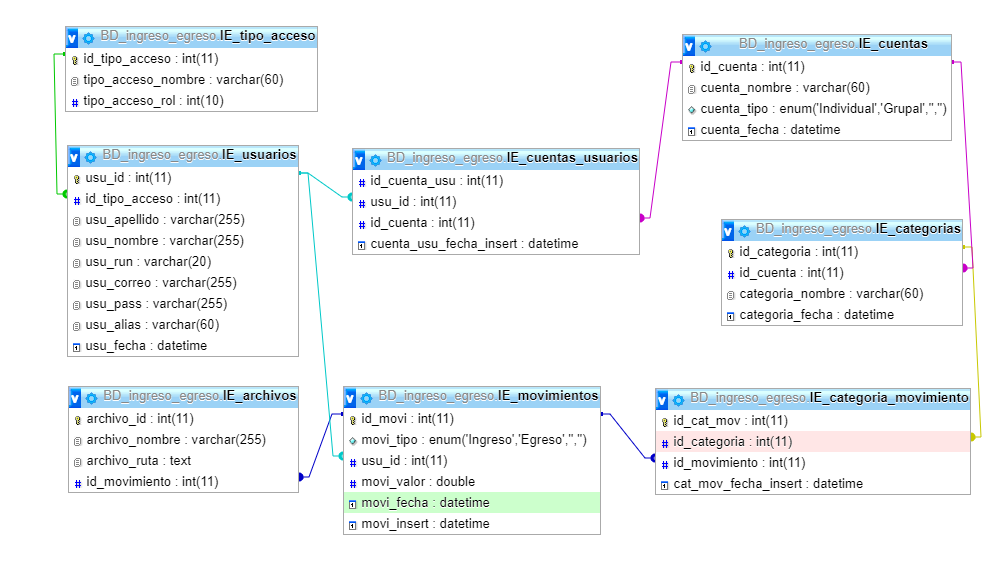 BD_ingreso_egreso.IE_tipo_acceso
id_tipo_acceso : int(11)
tipo_acceso_nombre : varchar(60)
tipo_acceso_rol : int(10)
BD_ingreso_egreso.IE_cuentas
id_cuenta : int(11)
cuenta_nombre : varchar(60)
cuenta_tipo : enum('Individual','Grupal','','')
cuenta_fecha : datetime
BD_ingreso_egreso.IE_usuarios
usu_id : int(11)
id_tipo_acceso : int(11)
usu_apellido : varchar(255)
usu_nombre : varchar(255)
usu_run : varchar(20)
usu_correo : varchar(255)
usu_pass : varchar(255)
usu_alias : varchar(60)
usu_fecha : datetime
BD_ingreso_egreso.IE_cuentas_usuarios
id_cuenta_usu : int(11)
usu_id : int(11)
id_cuenta : int(11)
cuenta_usu_fecha_insert : datetime
BD_ingreso_egreso.IE_categorias
id_categoria : int(11)
id_cuenta : int(11)
categoria_nombre : varchar(60)
categoria_fecha : datetime
BD_ingreso_egreso.IE_archivos
archivo_id : int(11)
archivo_nombre : varchar(255)
archivo_ruta : text
id_movimiento : int(11)
BD_ingreso_egreso.IE_movimientos
id_movi : int(11)
movi_tipo : enum('Ingreso','Egreso','','')
usu_id : int(11)
movi_valor : double
movi_fecha : datetime
movi_insert : datetime
BD_ingreso_egreso.IE_categoria_movimiento
id_cat_mov : int(11)
id_categoria : int(11)
id_movimiento : int(11)
cat_mov_fecha_insert : datetime